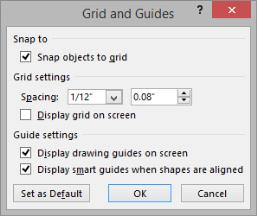 Grid and Guides ?
Snap to
Snap objects to grid
Grid settings
Spacing: 1/12" 0.08"
Display grid on screen
Guide settings
Display drawing guides on screen
Display smart guides when shapes are aligned
Set as Default OK Cancel